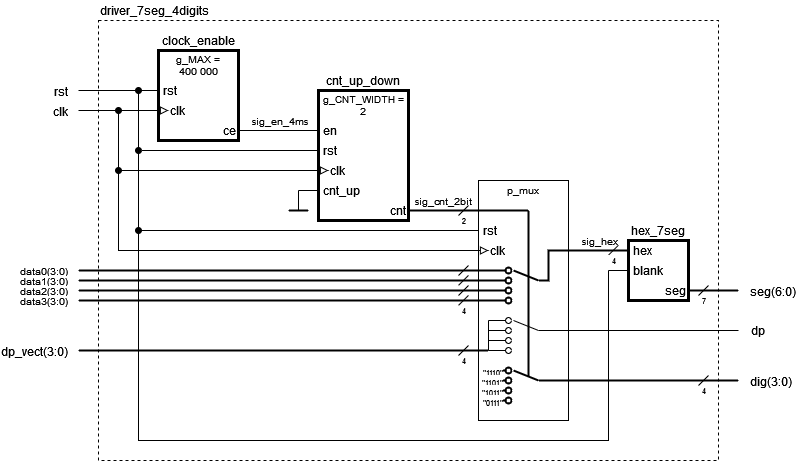 driver_7seg_4digits
clock_enable
g_MAX =
400 000
rst
clk
ce
cnt_up_down
g_CNT_WIDTH =
2
en
rst
clk
cnt_up
cnt
sig_en_4ms
rst
clk
sig_cnt_2bit
2
p_mux
rst
clk
sig_hex
4
hex_7seg
hex
blank
seg
7
seg(6:0)
data0(3:0)
data1(3:0)
data2(3:0)
data3(3:0)
4
dp
dp_vect(3:0)
4
"1110"
"1101"
"1011"
"0111"
4
dig(3:0)